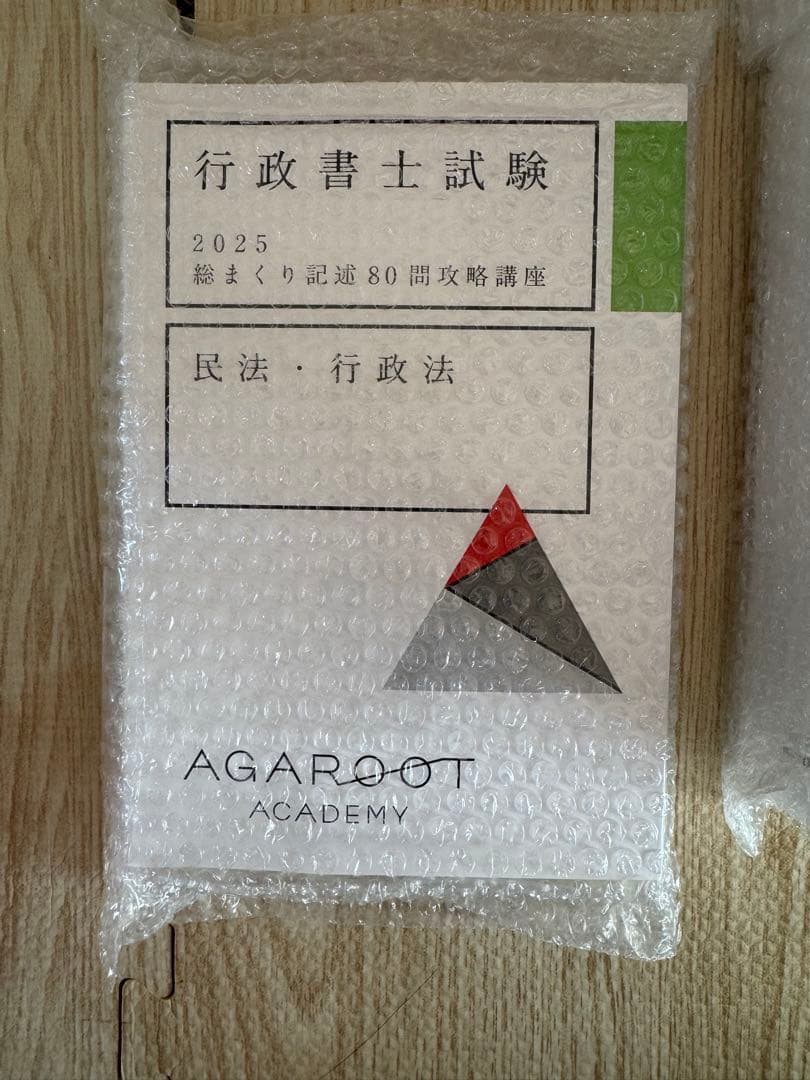 行政書士試験
2025
総まくり記述80問攻略講座
民法・行政法
AGAROOT
ACADEMY